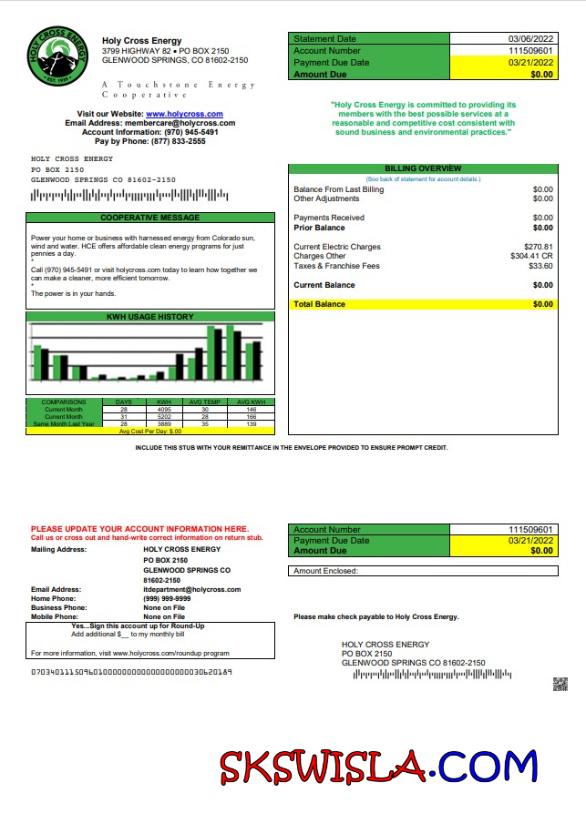 HOLY CROSS ENERGY
EST. 1939
Holy Cross Energy
3799 HIGHWAY 82 • PO BOX 2150
GLENWOOD SPRINGS, CO 81602-2150
A Touchstone Energy
Cooperative
Visit our Website: www.holycross.com
Email Address: membercare@holycross.com
Account Information: (970) 945-5491
Pay by Phone: (877) 833-2555
HOLY CROSS ENERGY
PO BOX 2150
GLENWOOD SPRINGS CO 81602-2150
Statement Date 03/06/2022
Account Number 111509601
Payment Due Date 03/21/2022
Amount Due $0.00
"Holy Cross Energy is committed to providing its
members with the best possible services at a
reasonable and competitive cost consistent with
sound business and environmental practices."
COOPERATIVE MESSAGE
Power your home or business with harnessed energy from Colorado sun,
wind and water. HCE offers affordable clean energy programs for just
pennies a day.
*
Call (970) 945-5491 or visit holycross.com today to learn how together we
can make a cleaner, more efficient tomorrow.
*
The power is in your hands.
KWH USAGE HISTORY
COMPARISONS DAYS KWH AVG TEMP AVG KWH
Current Month 28 4095 30 146
Current Month 31 5202 28 166
Same Month Last Year 28 3889 35 139
Avg Cost Per Day: $.00
BILLING OVERVIEW
(See back of statement for account details.)
Balance From Last Billing $0.00
Other Adjustments $0.00
Payments Received $0.00
Prior Balance $0.00
Current Electric Charges $270.81
Charges Other $304.41 CR
Taxes & Franchise Fees $33.60
Current Balance $0.00
Total Balance $0.00
INCLUDE THIS STUB WITH YOUR REMITTANCE IN THE ENVELOPE PROVIDED TO ENSURE PROMPT CREDIT.
PLEASE UPDATE YOUR ACCOUNT INFORMATION HERE.
Call us or cross out and hand-write correct information on return stub.
Mailing Address: HOLY CROSS ENERGY
PO BOX 2150
GLENWOOD SPRINGS CO
81602-2150
Email Address: itdepartment@holycross.com
Home Phone: (999) 999-9999
Business Phone: None on File
Mobile Phone: None on File
Yes...Sign this account up for Round-Up
Add additional $__ to my monthly bill
For more information, visit www.holycross.com/roundup program
Account Number 111509601
Payment Due Date 03/21/2022
Amount Due $0.00
Amount Enclosed:
Please make check payable to Holy Cross Energy.
HOLY CROSS ENERGY
PO BOX 2150
GLENWOOD SPRINGS CO 81602-2150
SKSWISLA.COM